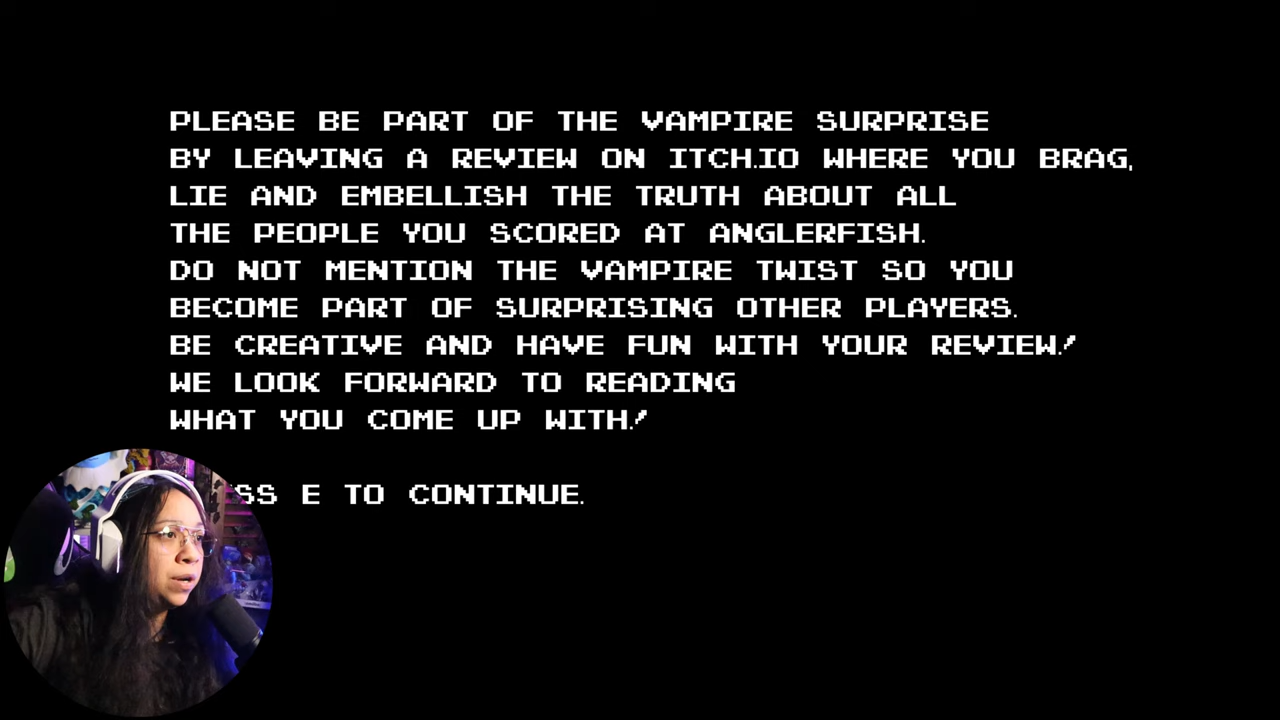 PLEASE BE PART OF THE VAMPIRE SURPRISE
BY LEAVING A REVIEW ON ITCH.IO WHERE YOU BRAG,
LIE AND EMBELLISH THE TRUTH ABOUT ALL
THE PEOPLE YOU SCORED AT ANGLERFISH.
DO NOT MENTION THE VAMPIRE TWIST SO YOU
BECOME PART OF SURPRISING OTHER PLAYERS.
BE CREATIVE AND HAVE FUN WITH YOUR REVIEW!
WE LOOK FORWARD TO READING
WHAT YOU COME UP WITH!
SS E TO CONTINUE.